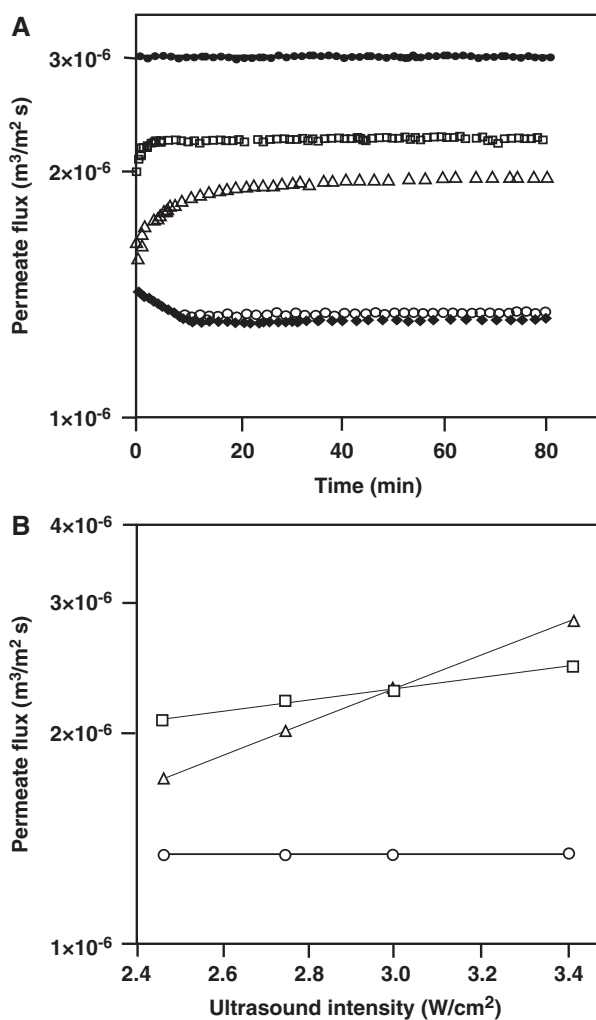 A
Permeate flux (m³/m² s)
3×10⁻⁶
2×10⁻⁶
1×10⁻⁶
0 20 40 60 80
Time (min)
B
Permeate flux (m³/m² s)
4×10⁻⁶
3×10⁻⁶
2×10⁻⁶
1×10⁻⁶
2.4 2.6 2.8 3.0 3.2 3.4
Ultrasound intensity (W/cm²)